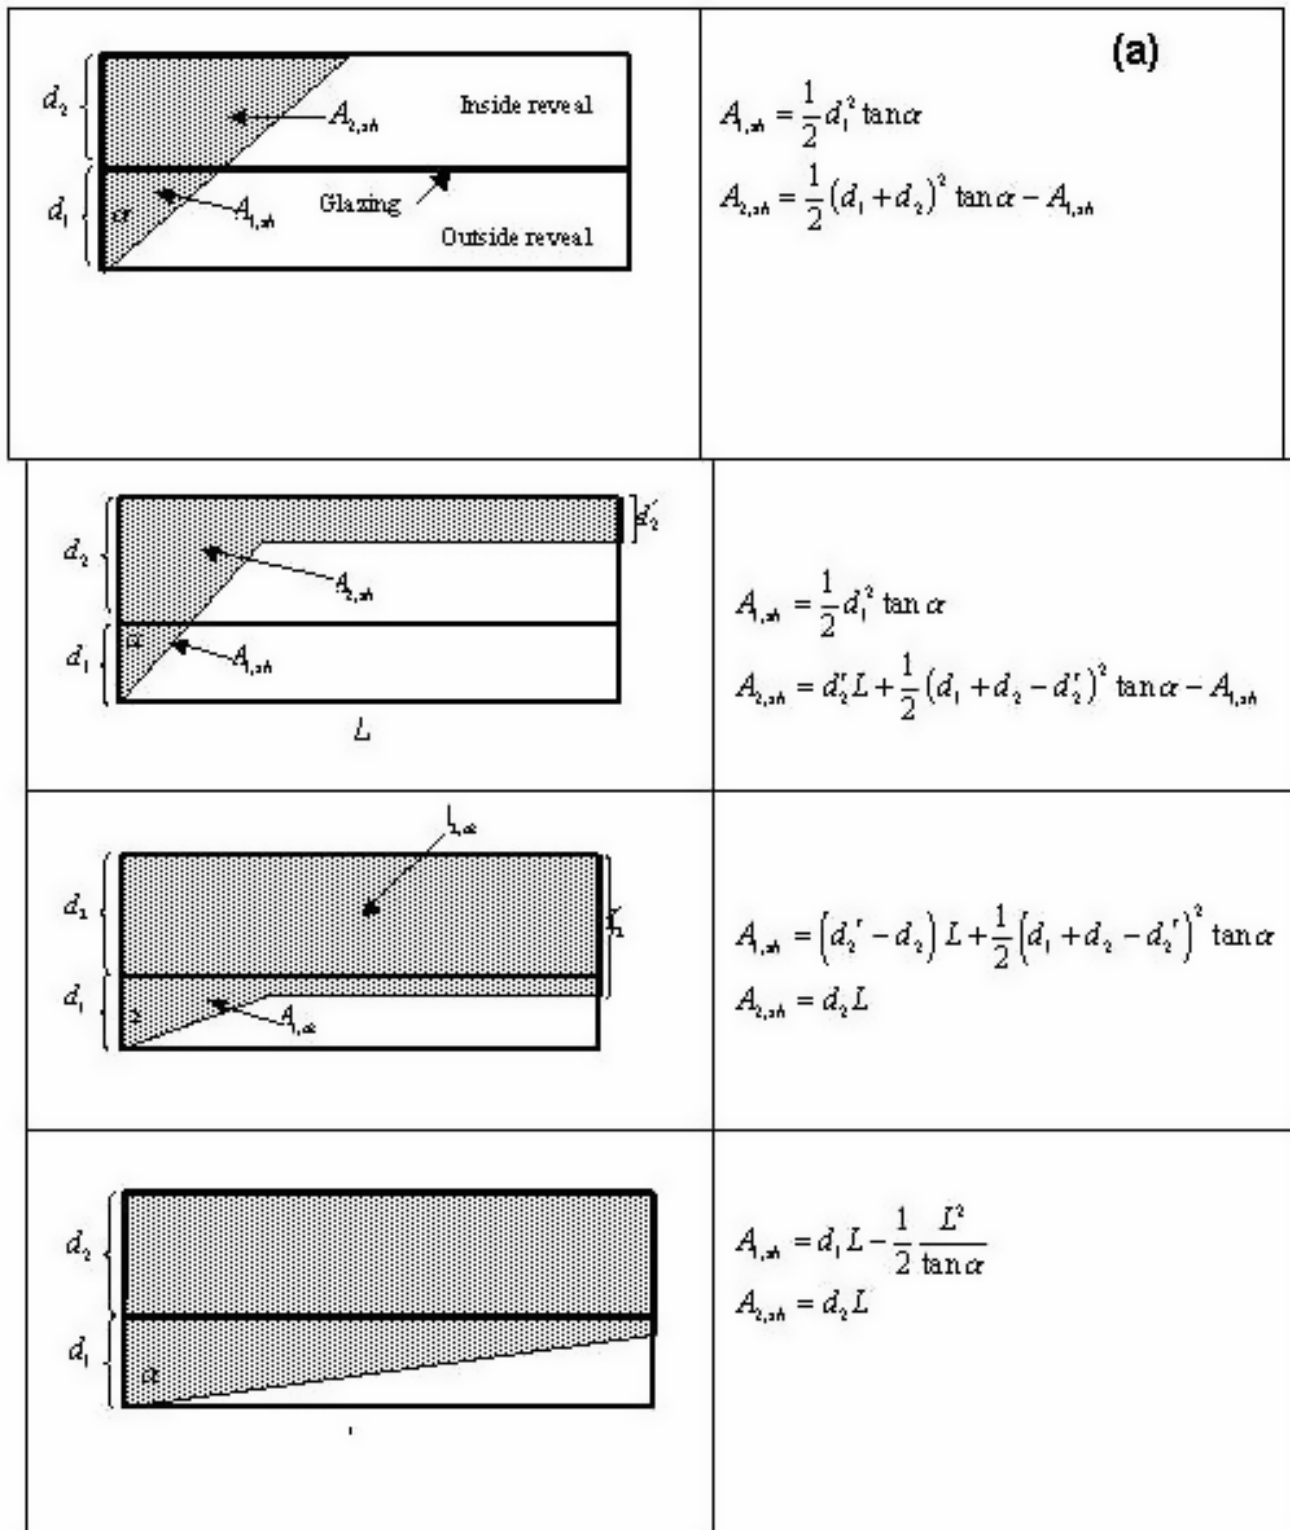 (a)
d₂
A₂,sh
Inside reveal
d₁
α
A₁,sh
Glazing
Outside reveal
A₁,sh = 1/2 d₁² tan α
A₂,sh = 1/2 (d₁ + d₂)² tan α − A₁,sh
d₂
d₂′
A₂,sh
d₁
α
A₁,sh
L
A₁,sh = 1/2 d₁² tan α
A₂,sh = d₂′ L + 1/2 (d₁ + d₂ − d₂′)² tan α − A₁,sh
d₁
A₁,sh = (d₂′ − d₂) L + 1/2 (d₁ + d₂ − d₂′)² tan α
A₂,sh = d₂ L
d₂
d₁
α
A₁,sh = d₁ L − 1/2 L²/tan α
A₂,sh = d₂ L